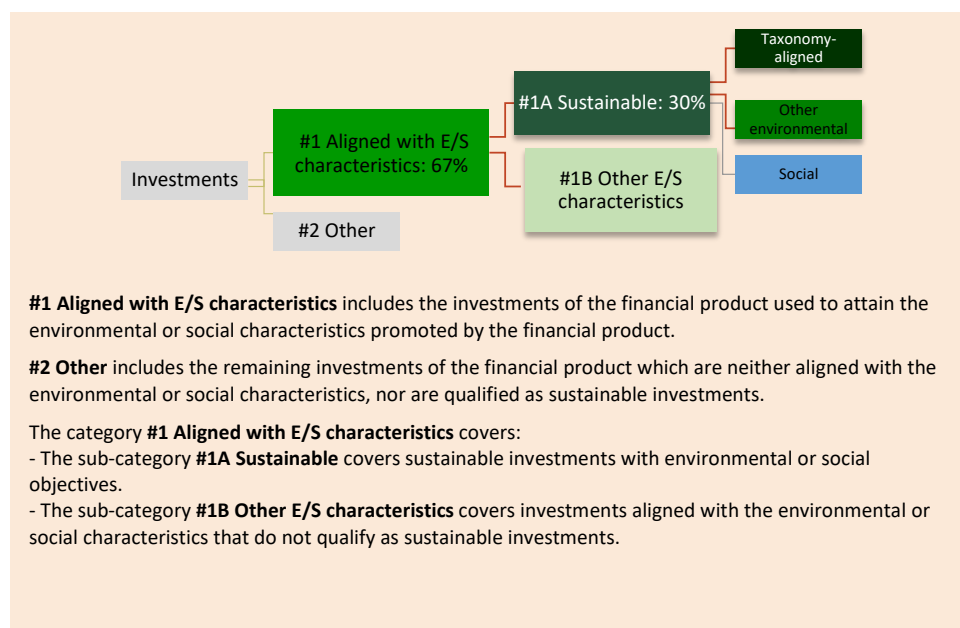 Taxonomy-
aligned
#1A Sustainable: 30%
Other
environmental
#1 Aligned with E/S
characteristics: 67%
Social
Investments
#1B Other E/S
characteristics
#2 Other
#1 Aligned with E/S characteristics includes the investments of the financial product used to attain the
environmental or social characteristics promoted by the financial product.
#2 Other includes the remaining investments of the financial product which are neither aligned with the
environmental or social characteristics, nor are qualified as sustainable investments.
The category #1 Aligned with E/S characteristics covers:
- The sub-category #1A Sustainable covers sustainable investments with environmental or social
objectives.
- The sub-category #1B Other E/S characteristics covers investments aligned with the environmental or
social characteristics that do not qualify as sustainable investments.